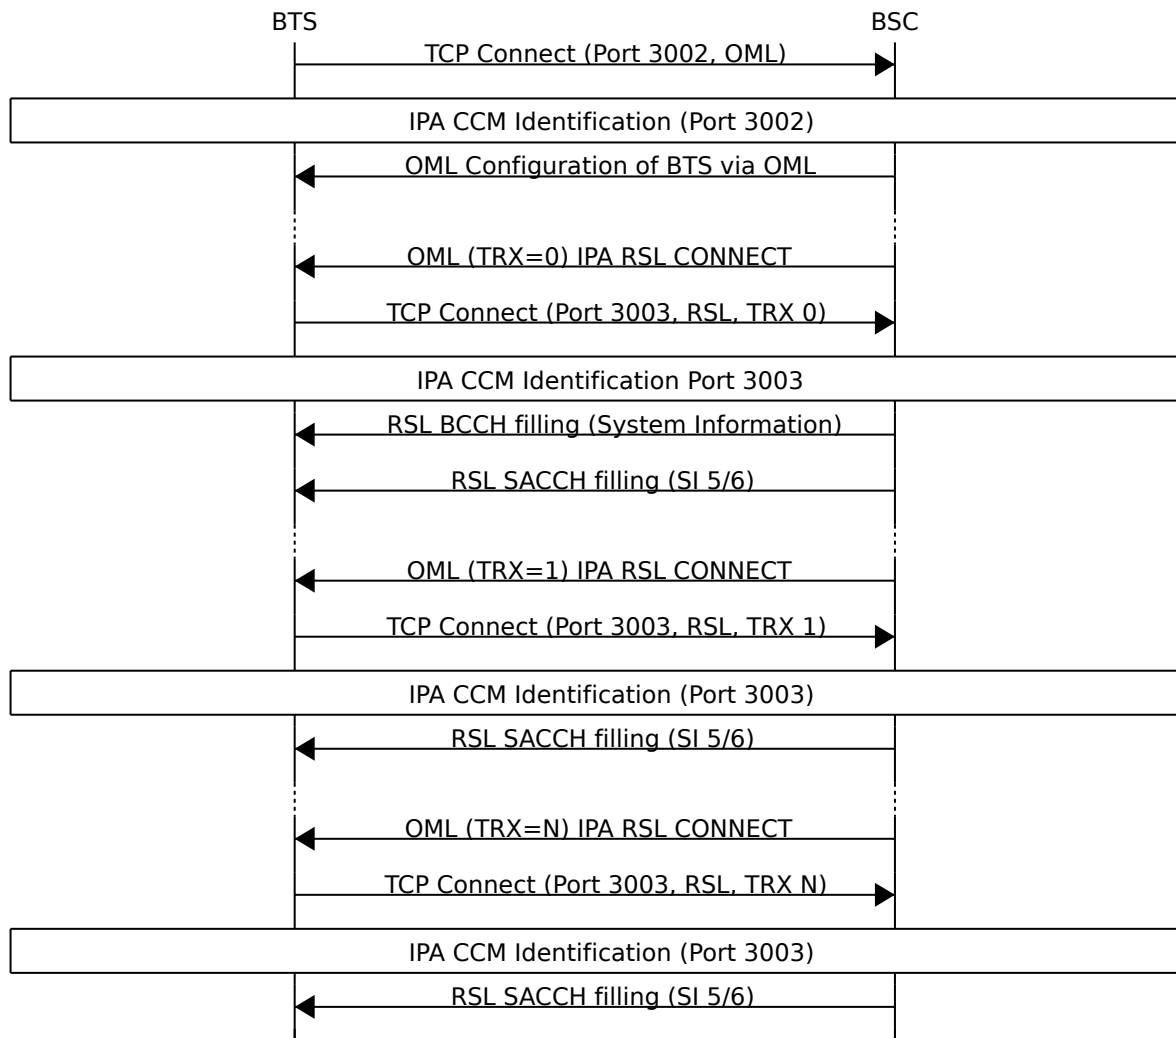 BTS BSC
TCP Connect (Port 3002, OML)
IPA CCM Identification (Port 3002)
OML Configuration of BTS via OML
OML (TRX=0) IPA RSL CONNECT
TCP Connect (Port 3003, RSL, TRX 0)
IPA CCM Identification Port 3003
RSL BCCH filling (System Information)
RSL SACCH filling (SI 5/6)
OML (TRX=1) IPA RSL CONNECT
TCP Connect (Port 3003, RSL, TRX 1)
IPA CCM Identification (Port 3003)
RSL SACCH filling (SI 5/6)
OML (TRX=N) IPA RSL CONNECT
TCP Connect (Port 3003, RSL, TRX N)
IPA CCM Identification (Port 3003)
RSL SACCH filling (SI 5/6)